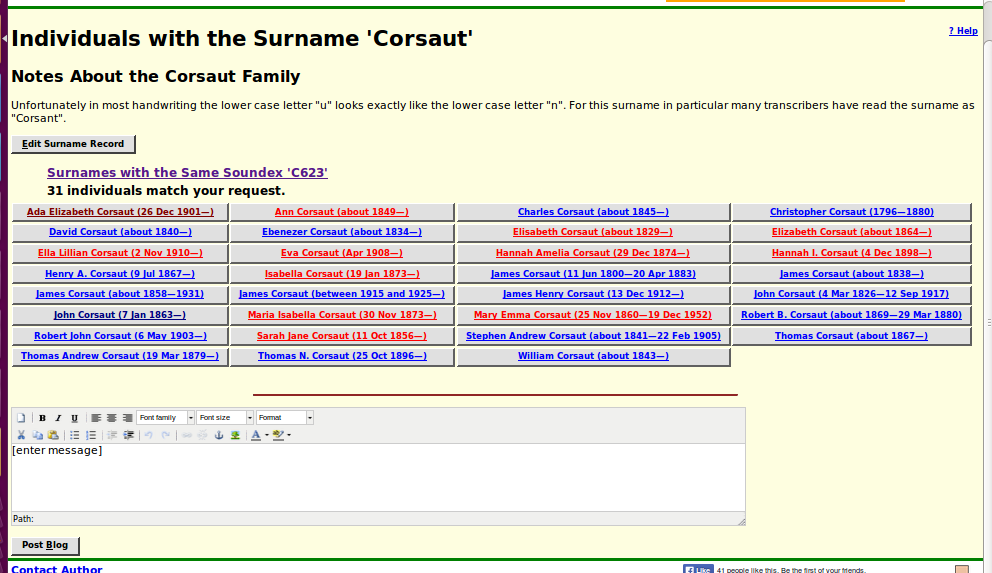 ? Help
Individuals with the Surname 'Corsaut'
Notes About the Corsaut Family
Unfortunately in most handwriting the lower case letter "u" looks exactly like the lower case letter "n". For this surname in particular many transcribers have read the surname as
"Corsant".
Edit Surname Record
Surnames with the Same Soundex 'C623'
31 individuals match your request.
Ada Elizabeth Corsaut (26 Dec 1901—) Ann Corsaut (about 1849—) Charles Corsaut (about 1845—) Christopher Corsaut (1796—1880)
David Corsaut (about 1840—) Ebenezer Corsaut (about 1834—) Elisabeth Corsaut (about 1829—) Elizabeth Corsaut (about 1864—)
Ella Lillian Corsaut (2 Nov 1910—) Eva Corsaut (Apr 1908—) Hannah Amelia Corsaut (29 Dec 1874—) Hannah I. Corsaut (4 Dec 1898—)
Henry A. Corsaut (9 Jul 1867—) Isabella Corsaut (19 Jan 1873—) James Corsaut (11 Jun 1800—20 Apr 1883) James Corsaut (about 1838—)
James Corsaut (about 1858—1931) James Corsaut (between 1915 and 1925—) James Henry Corsaut (13 Dec 1912—) John Corsaut (4 Mar 1826—12 Sep 1917)
John Corsaut (7 Jan 1863—) Maria Isabella Corsaut (30 Nov 1873—) Mary Emma Corsaut (25 Nov 1860—19 Dec 1952) Robert B. Corsaut (about 1869—29 Mar 1880)
Robert John Corsaut (6 May 1903—) Sarah Jane Corsaut (11 Oct 1856—) Stephen Andrew Corsaut (about 1841—22 Feb 1905) Thomas Corsaut (about 1867—)
Thomas Andrew Corsaut (19 Mar 1879—) Thomas N. Corsaut (25 Oct 1896—) William Corsaut (about 1843—)
B I U Font family Font size Format
A
[enter message]
Path:
Post Blog
Contact Author
Like 41 people like this. Be the first of your friends.